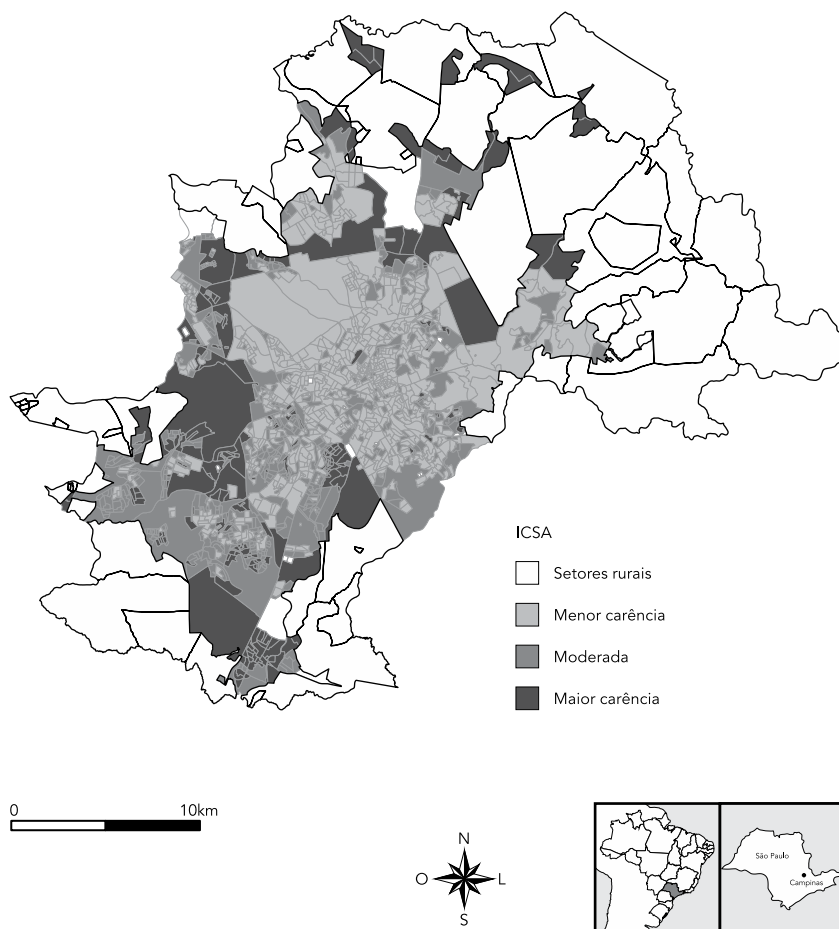 ICSA
Setores rurais
Menor carência
Moderada
Maior carência
0 10km
N
O L
S
São Paulo
Campinas